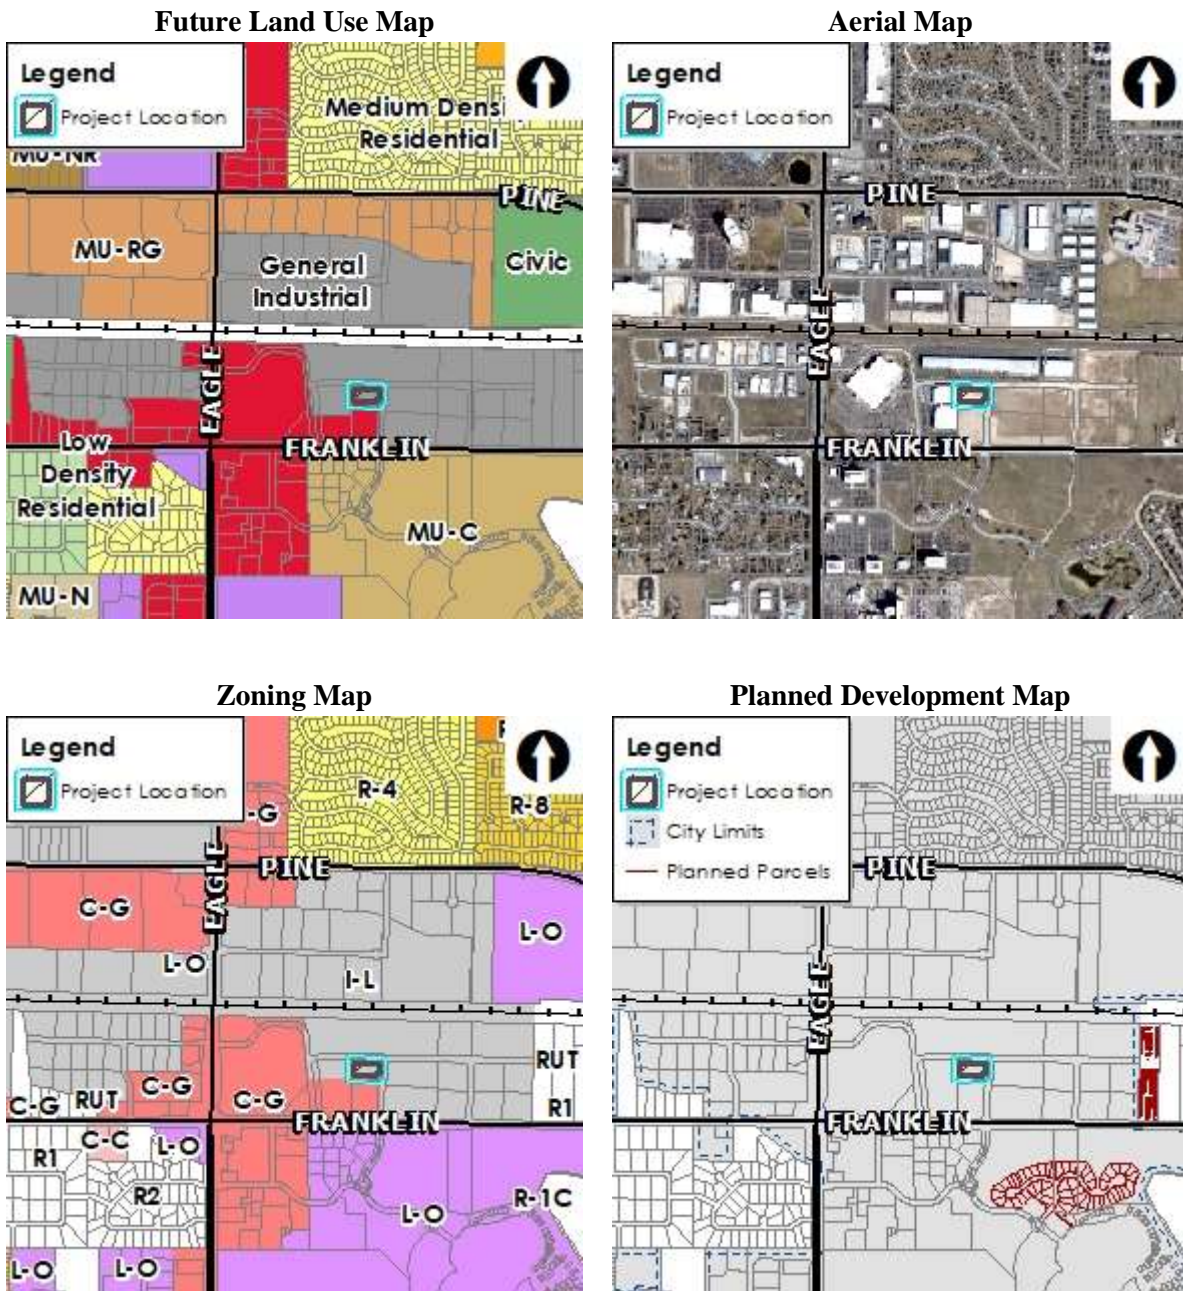 Future Land Use Map
Legend
Project Location
Medium Densi
Residential
MU-NR
PINE
MU-RG
General
Industrial
Civic
EAGLE
FRANKLIN
Low
Density
Residential
MU-C
MU-N
Aerial Map
Legend
Project Location
PINE
EAGLE
FRANKLIN
Zoning Map
Legend
Project Location
-G
R-4
R-8
PINE
EAGLE
C-G
L-O
L-O
I-L
RUT
C-G
C-G
RUT
C-G
R1
FRANKLIN
C-C
L-O
R1
R2
R-1C
L-O
L-O
L-O
Planned Development Map
Legend
Project Location
City Limits
Planned Parcels
PINE
EAGLE
FRANKLIN